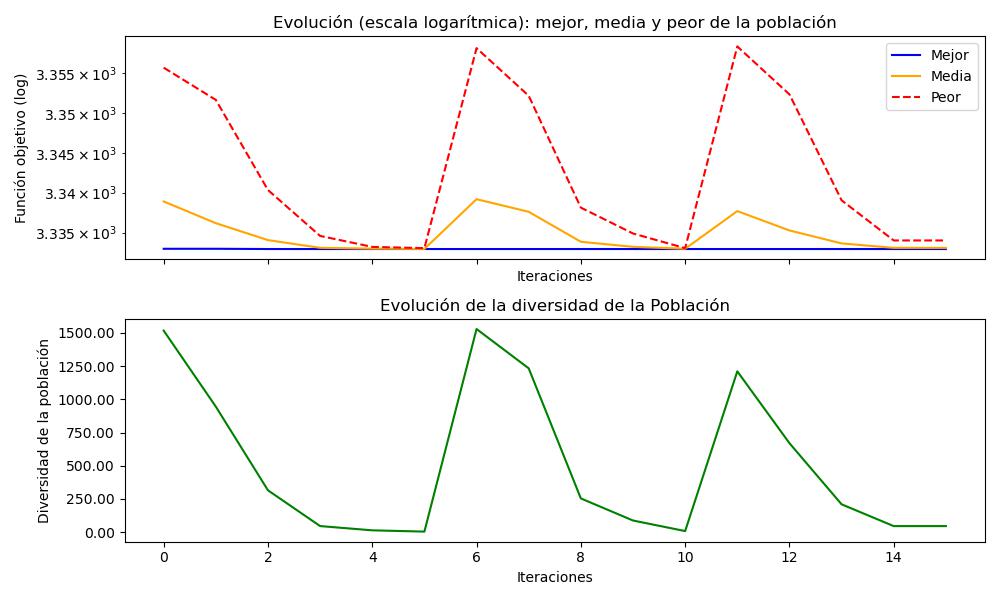 Evolución (escala logarítmica): mejor, media y peor de la población
Función objetivo (log)
3.355 × 10³
3.35 × 10³
3.345 × 10³
3.34 × 10³
3.335 × 10³
Mejor
Media
Peor
Iteraciones
Evolución de la diversidad de la Población
Diversidad de la población
1500.00
1250.00
1000.00
750.00
500.00
250.00
0.00
0 2 4 6 8 10 12 14
Iteraciones